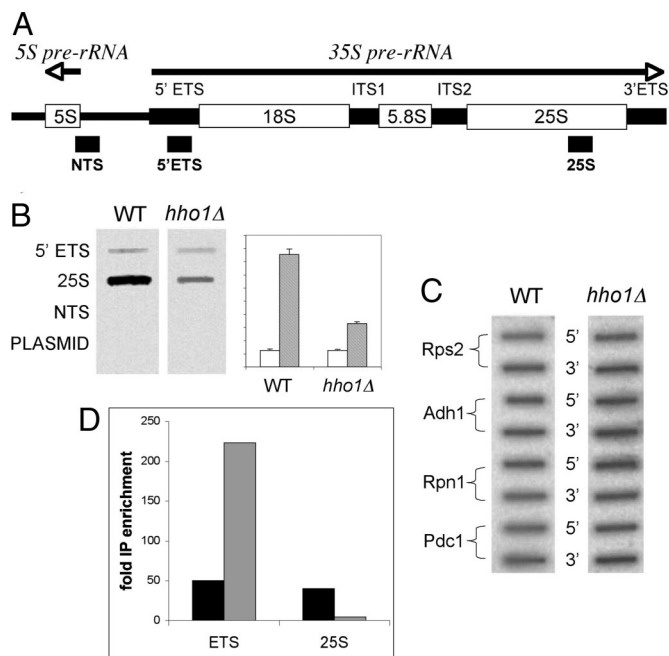 A
5S pre-rRNA 35S pre-rRNA
5' ETS ITS1 ITS2 3'ETS
5S 18S 5.8S 25S
NTS 5'ETS 25S
B
WT hho1Δ
5' ETS
25S
NTS
PLASMID
WT hho1Δ
C
WT hho1Δ
Rps2 5' 3'
Adh1 5' 3'
Rpn1 5' 3'
Pdc1 5' 3'
D
fold IP enrichment
250
200
150
100
50
0
ETS 25S